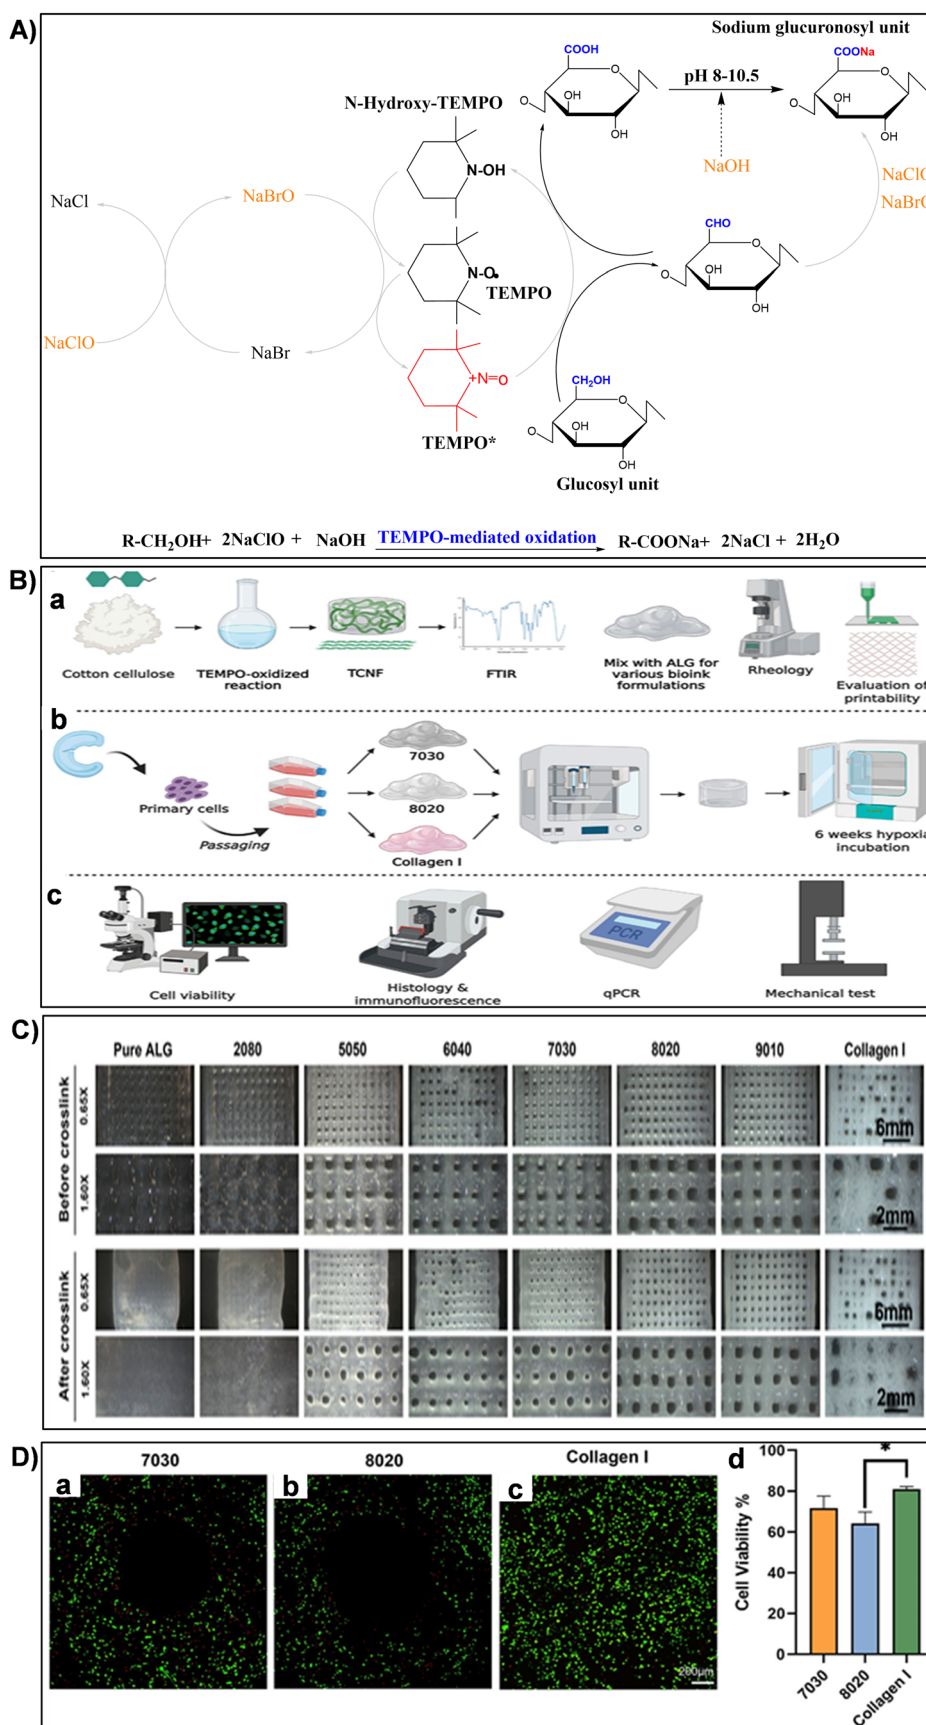 A)
Sodium glucuronosyl unit
COOH
COONa
pH 8-10.5
N-Hydroxy-TEMPO
O
O
OH
OH
O
O
OH
OH
N-OH
NaOH
NaClO
NaBrO
NaCl
NaBrO
CHO
O
O
OH
OH
N-O•
TEMPO
NaClO
NaBr
+N=O
CH2OH
O
O
OH
OH
TEMPO*
Glucosyl unit
R-CH2OH+ 2NaClO + NaOH TEMPO-mediated oxidation R-COONa+ 2NaCl + 2H2O
B)
a
Cotton cellulose
TEMPO-oxidized
reaction
TCNF
FTIR
Mix with ALG for
various bioink
formulations
Rheology
Evaluation of
printability
b
Primary cells
Passaging
7030
8020
Collagen I
6 weeks hypoxia
incubation
c
Cell viability
Histology &
immunofluorescence
PCR
qPCR
Mechanical test
C)
Pure ALG 2080 5050 6040 7030 8020 9010 Collagen I
Before crosslink
0.65X
6mm
1.60X
2mm
After crosslink
0.65X
6mm
1.60X
2mm
D)
7030 8020 Collagen I
a
b
c
200μm
d
*
Cell Viability %
100
80
60
40
20
0
7030
8020
Collagen I